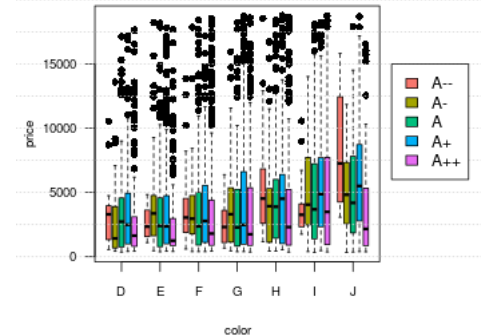 15000
10000
5000
0
price
D E F G H I J
color
A--
A-
A
A+
A++